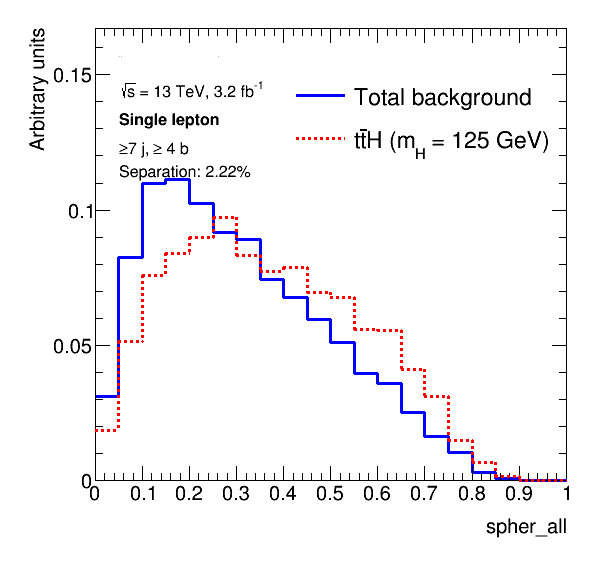 Arbitrary units
√s = 13 TeV, 3.2 fb⁻¹
Single lepton
≥7 j, ≥ 4 b
Separation: 2.22%
Total background
tt̄H (m_H = 125 GeV)
0.15
0.1
0.05
0
0 0.1 0.2 0.3 0.4 0.5 0.6 0.7 0.8 0.9 1
spher_all